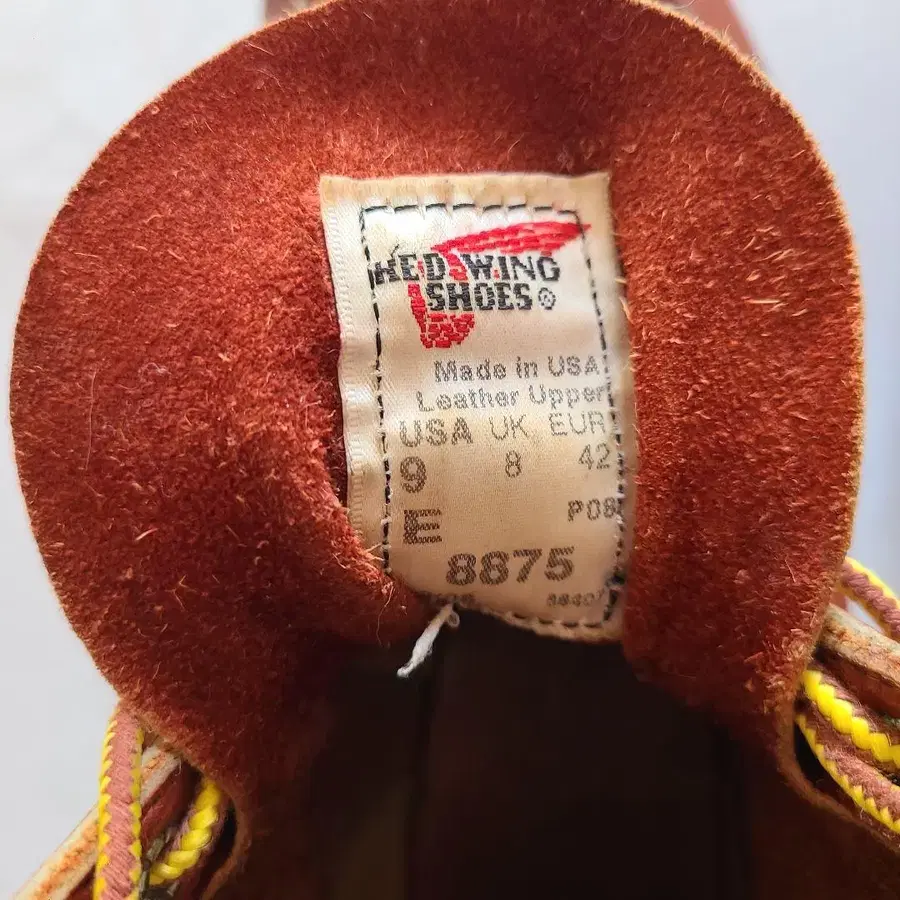 RED WING
SHOES®
Made in USA
Leather Upper
USA UK EUR
9 8 42
E P08
8875